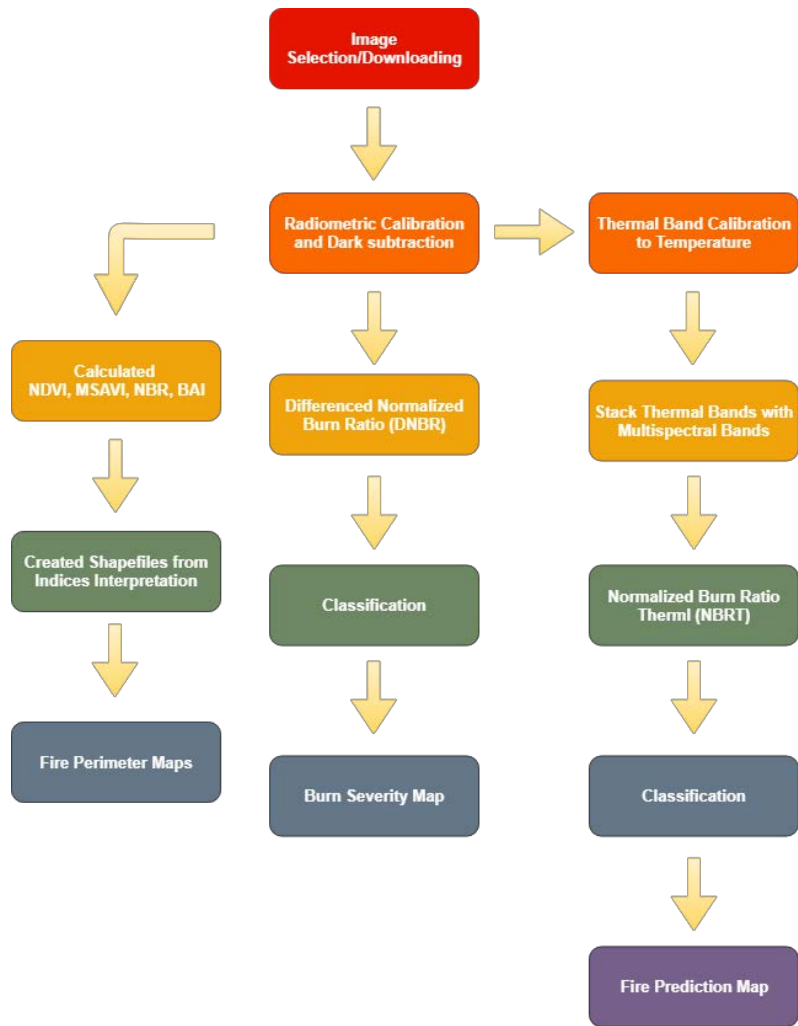 Image
Selection/Downloading
Radiometric Calibration
and Dark subtraction
Thermal Band Calibration
to Temperature
Calculated
NDVI, MSAVI, NBR, BAI
Differenced Normalized
Burn Ratio (DNBR)
Stack Thermal Bands with
Multispectral Bands
Created Shapefiles from
Indices Interpretation
Classification
Normalized Burn Ratio
Therml (NBRT)
Fire Perimeter Maps
Burn Severity Map
Classification
Fire Prediction Map